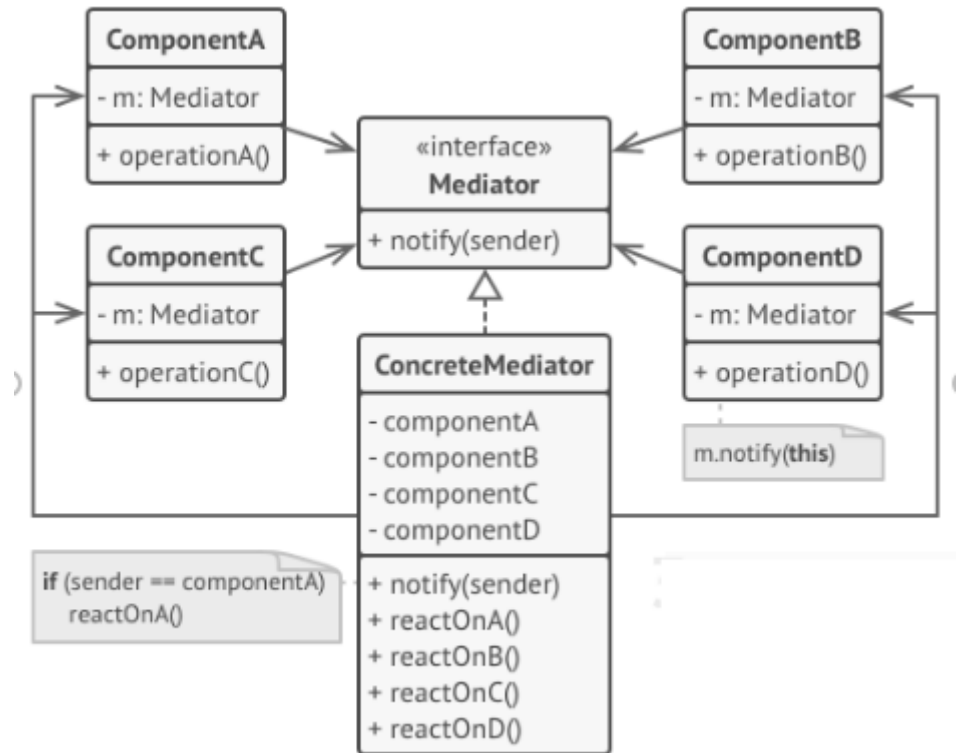 ComponentA
- m: Mediator
+ operationA()
ComponentB
- m: Mediator
+ operationB()
«interface»
Mediator
+ notify(sender)
ComponentC
- m: Mediator
+ operationC()
ComponentD
- m: Mediator
+ operationD()
m.notify(this)
ConcreteMediator
- componentA
- componentB
- componentC
- componentD
+ notify(sender)
+ reactOnA()
+ reactOnB()
+ reactOnC()
+ reactOnD()
if (sender == componentA)
reactOnA()